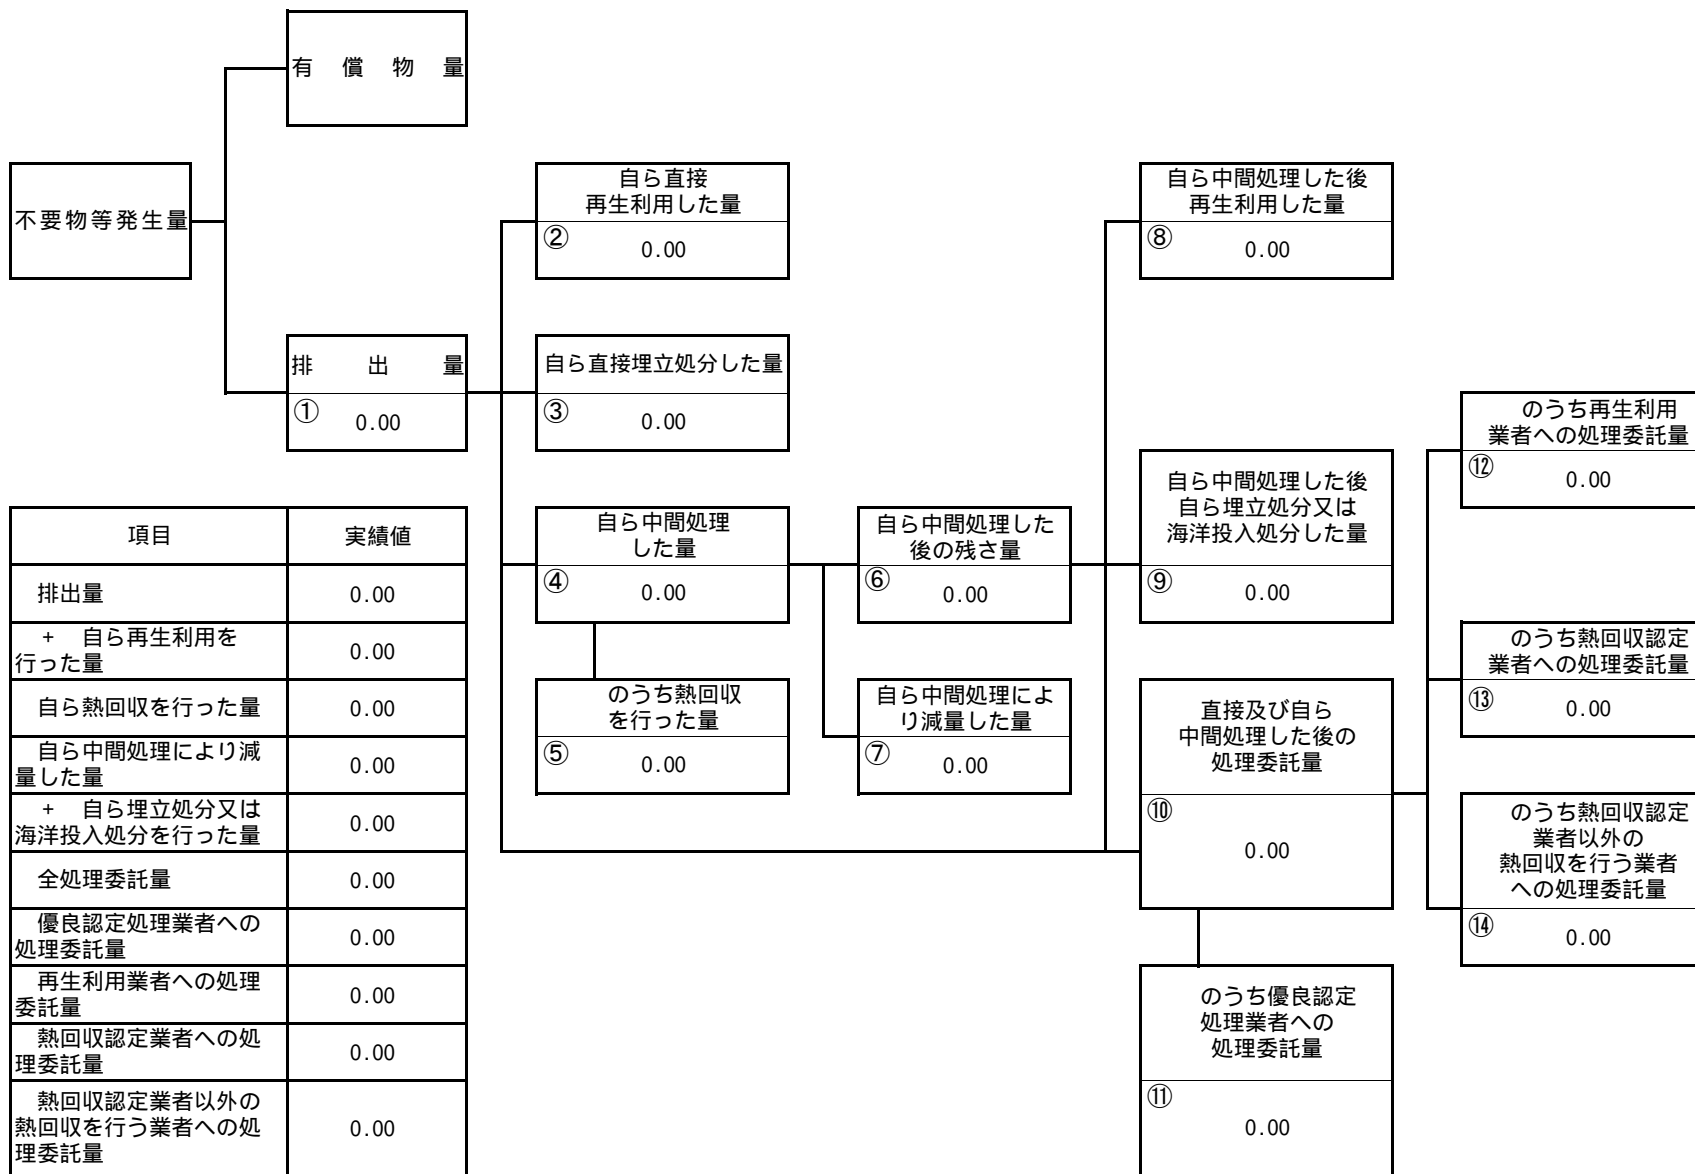 有償物量
不要物等発生量
自ら直接
再生利用した量
② 0.00
自ら中間処理した後
再生利用した量
⑧ 0.00
排出量
① 0.00
自ら直接埋立処分した量
③ 0.00
のうち再生利用
業者への処理委託量
⑫ 0.00
自ら中間処理した後
自ら埋立処分又は
海洋投入処分した量
⑨ 0.00
自ら中間処理
した量
④ 0.00
自ら中間処理した
後の残さ量
⑥ 0.00
のうち熱回収認定
業者への処理委託量
⑬ 0.00
のうち熱回収
を行った量
⑤ 0.00
自ら中間処理によ
り減量した量
⑦ 0.00
直接及び自ら
中間処理した後の
処理委託量
⑩ 0.00
のうち熱回収認定
業者以外の
熱回収を行う業者
への処理委託量
⑭ 0.00
のうち優良認定
処理業者への
処理委託量
⑪ 0.00
項目 実績値
排出量 0.00
+ 自ら再生利用を
行った量 0.00
自ら熱回収を行った量 0.00
自ら中間処理により減
量した量 0.00
+ 自ら埋立処分又は
海洋投入処分を行った量 0.00
全処理委託量 0.00
優良認定処理業者への
処理委託量 0.00
再生利用業者への処理
委託量 0.00
熱回収認定業者への処
理委託量 0.00
熱回収認定業者以外の
熱回収を行う業者への処
理委託量 0.00